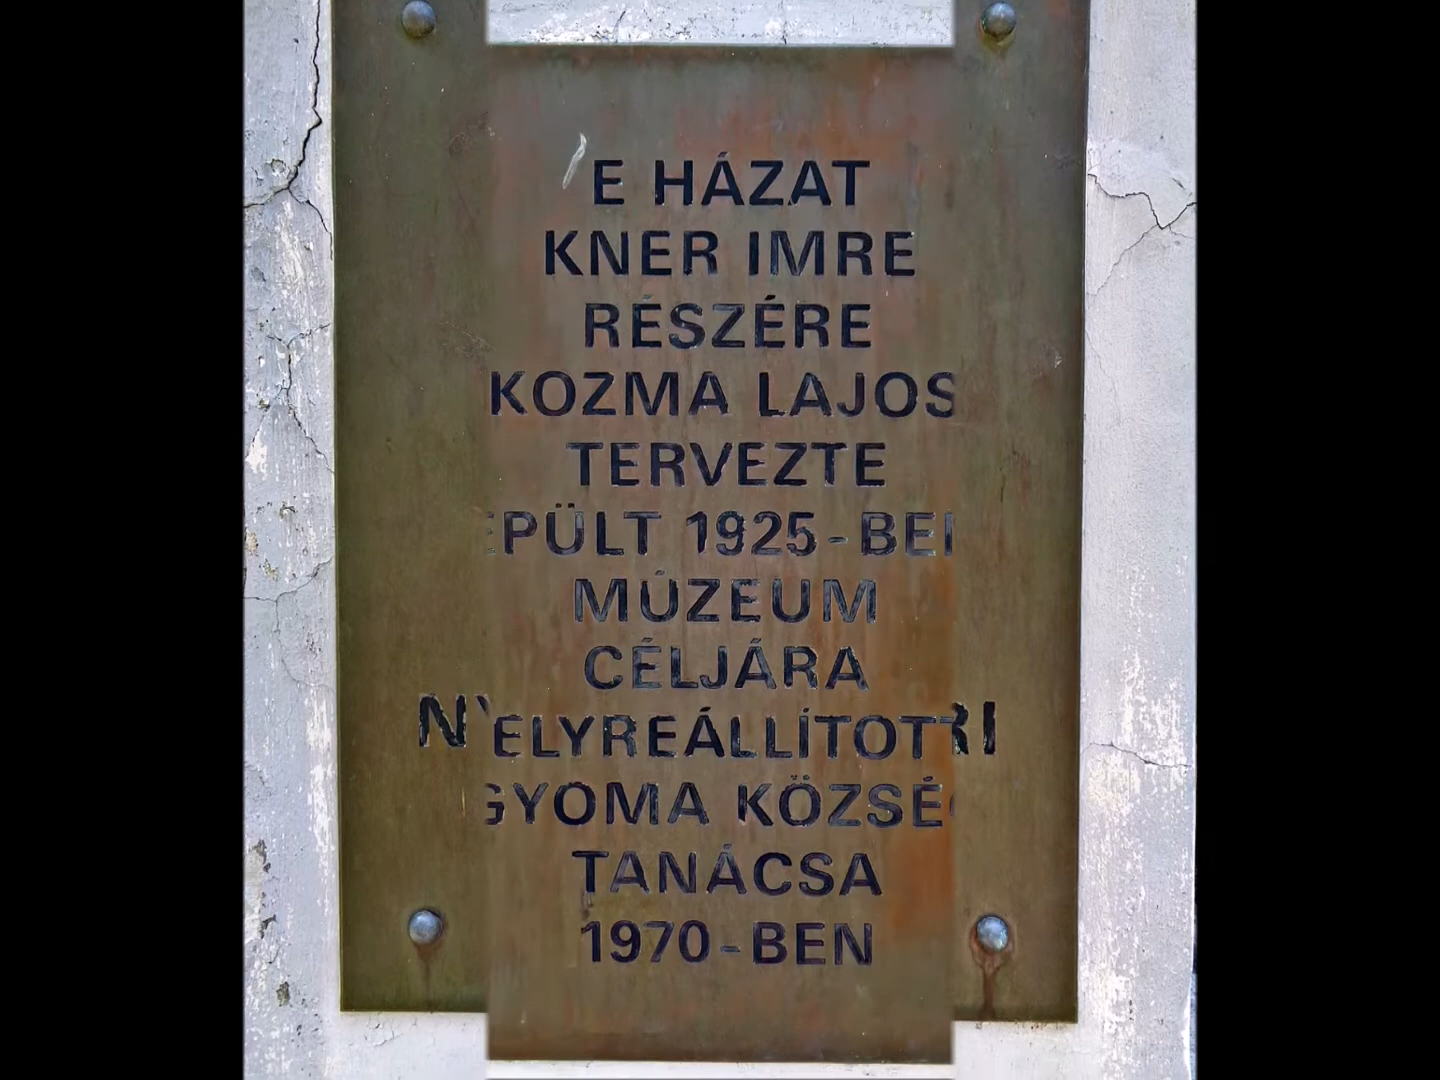 E HÁZAT
KNER IMRE
RÉSZÉRE
KOZMA LAJOS
TERVEZTE
ÉPÜLT 1925-BEN
MÚZEUM
CÉLJÁRA
HELYREÁLLÍTOTTA
GYOMA KÖZSÉG
TANÁCSA
1970-BEN